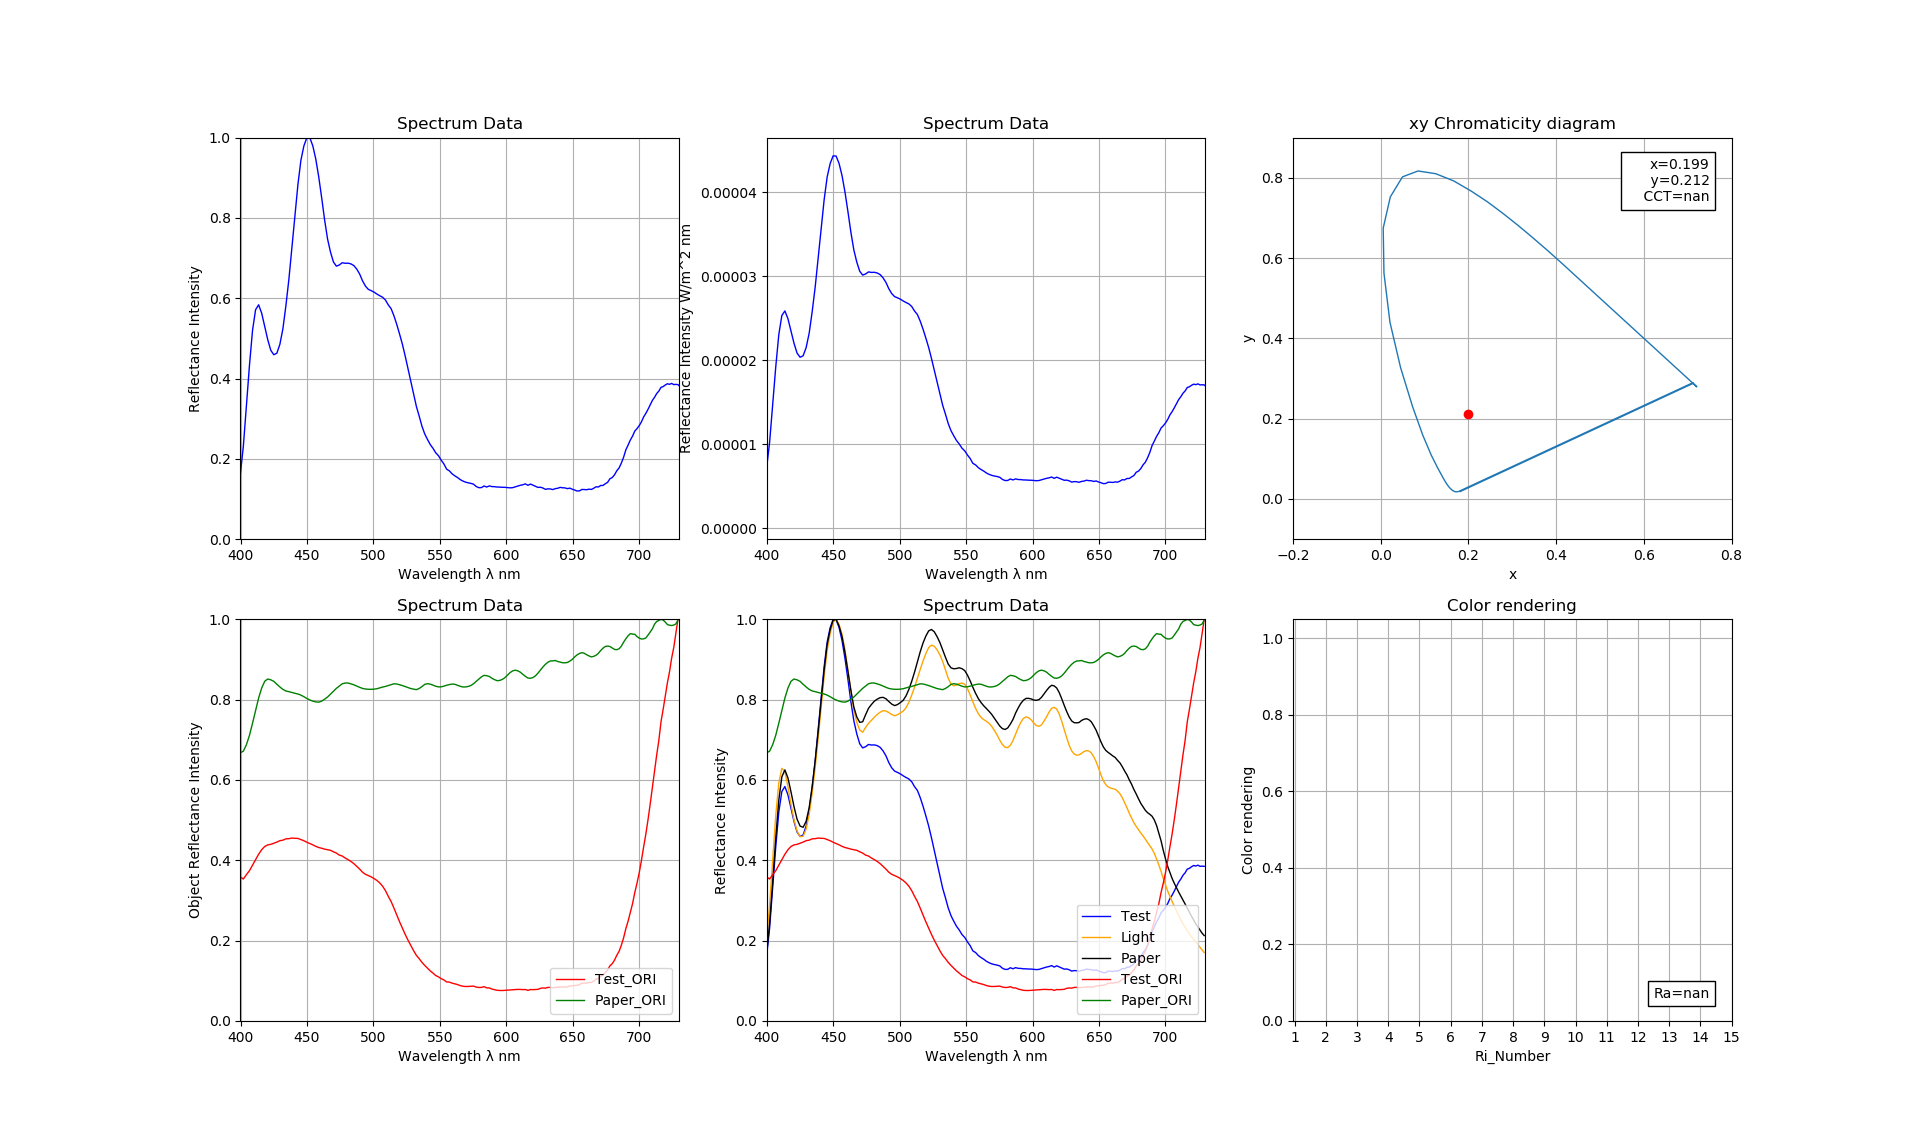 Spectrum Data
1.0
0.8
0.6
0.4
0.2
0.0
Reflectance Intensity
400 450 500 550 600 650 700
Wavelength λ nm
Spectrum Data
0.00004
0.00003
0.00002
0.00001
0.00000
Reflectance Intensity W/m^2 nm
400 450 500 550 600 650 700
Wavelength λ nm
xy Chromaticity diagram
x=0.199
y=0.212
CCT=nan
0.8
0.6
0.4
0.2
0.0
y
−0.2 0.0 0.2 0.4 0.6 0.8
x
Spectrum Data
1.0
0.8
0.6
0.4
0.2
0.0
Object Reflectance Intensity
Test_ORI
Paper_ORI
400 450 500 550 600 650 700
Wavelength λ nm
Spectrum Data
1.0
0.8
0.6
0.4
0.2
0.0
Reflectance Intensity
Test
Light
Paper
Test_ORI
Paper_ORI
400 450 500 550 600 650 700
Wavelength λ nm
Color rendering
1.0
0.8
0.6
0.4
0.2
0.0
Color rendering
Ra=nan
1 2 3 4 5 6 7 8 9 10 11 12 13 14 15
Ri_Number